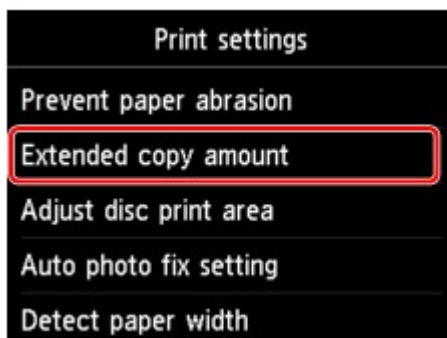 Print settings
Prevent paper abrasion
Extended copy amount
Adjust disc print area
Auto photo fix setting
Detect paper width